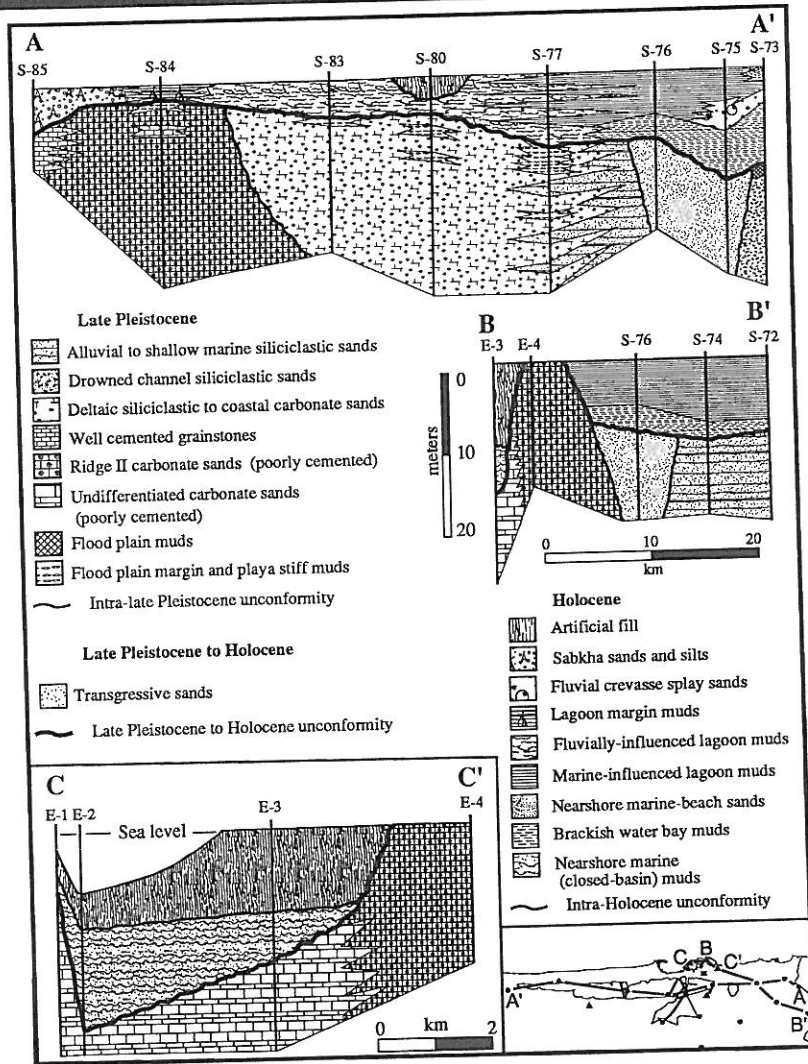 A A'
S-85 S-84 S-83 S-80 S-77 S-76 S-75 S-73
Late Pleistocene
Alluvial to shallow marine siliciclastic sands
Drowned channel siliciclastic sands
Deltaic siliciclastic to coastal carbonate sands
Well cemented grainstones
Ridge II carbonate sands (poorly cemented)
Undifferentiated carbonate sands
(poorly cemented)
Flood plain muds
Flood plain margin and playa stiff muds
Intra-late Pleistocene unconformity
Late Pleistocene to Holocene
Transgressive sands
Late Pleistocene to Holocene unconformity
B B'
E-3 E-4 S-76 S-74 S-72
0
10
20
meters
0 10 20
km
Holocene
Artificial fill
Sabkha sands and silts
Fluvial crevasse splay sands
Lagoon margin muds
Fluvially-influenced lagoon muds
Marine-influenced lagoon muds
Nearshore marine-beach sands
Brackish water bay muds
Nearshore marine
(closed-basin) muds
Intra-Holocene unconformity
C C'
E-1 E-2 E-3 E-4
Sea level
0 km 2
B
C C'
A' A
B'